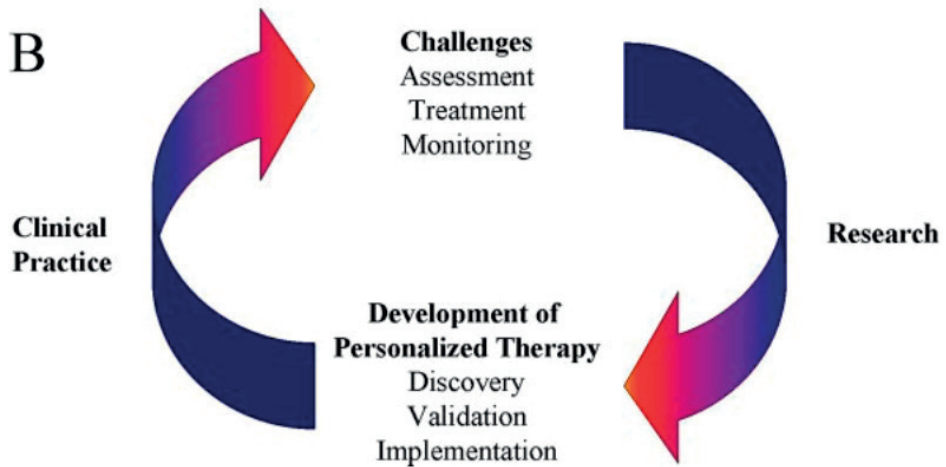 B
Challenges
Assessment
Treatment
Monitoring
Clinical
Practice
Research
Development of
Personalized Therapy
Discovery
Validation
Implementation